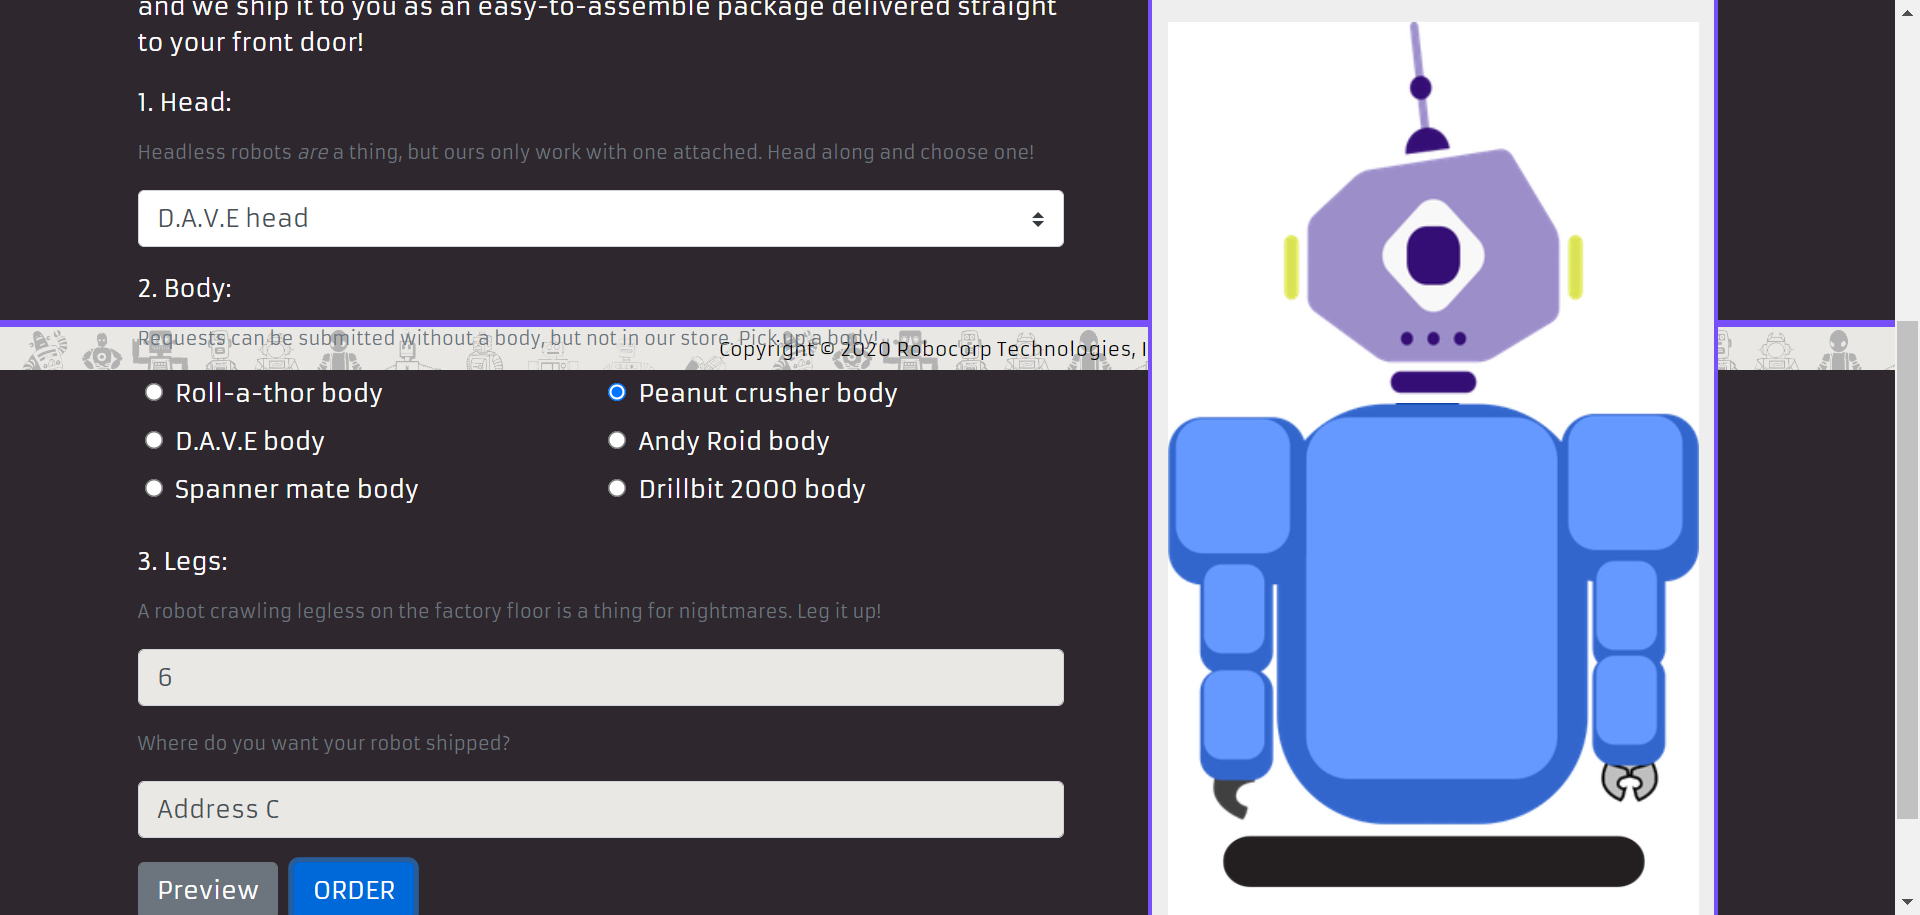 and we ship it to you as an easy-to-assemble package delivered straight
to your front door!
1. Head:
Headless robots are a thing, but ours only work with one attached. Head along and choose one!
D.A.V.E head
2. Body:
Requests can be submitted without a body, but not in our store. Pick up a body!
Copyright © 2020 Robocorp Technologies, I
Roll-a-thor body
Peanut crusher body
D.A.V.E body
Andy Roid body
Spanner mate body
Drillbit 2000 body
3. Legs:
A robot crawling legless on the factory floor is a thing for nightmares. Leg it up!
6
Where do you want your robot shipped?
Address C
Preview
ORDER